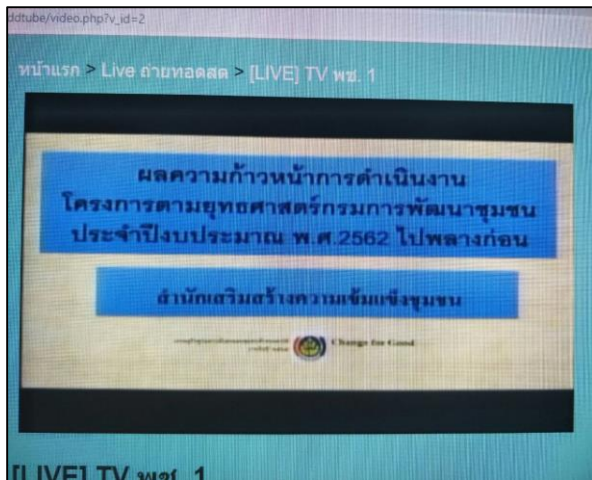 ddtube/video.php?v_id=2
หน้าแรก > Live ถ่ายทอดสด > [LIVE] TV พช. 1
ผลความก้าวหน้าการดำเนินงาน
โครงการตามยุทธศาสตร์กรมการพัฒนาชุมชน
ประจำปีงบประมาณ พ.ศ.2562 ไปพลางก่อน
สำนักเสริมสร้างความเข้มแข็งชุมชน
Change for Good
[LIVE] TV พช. 1